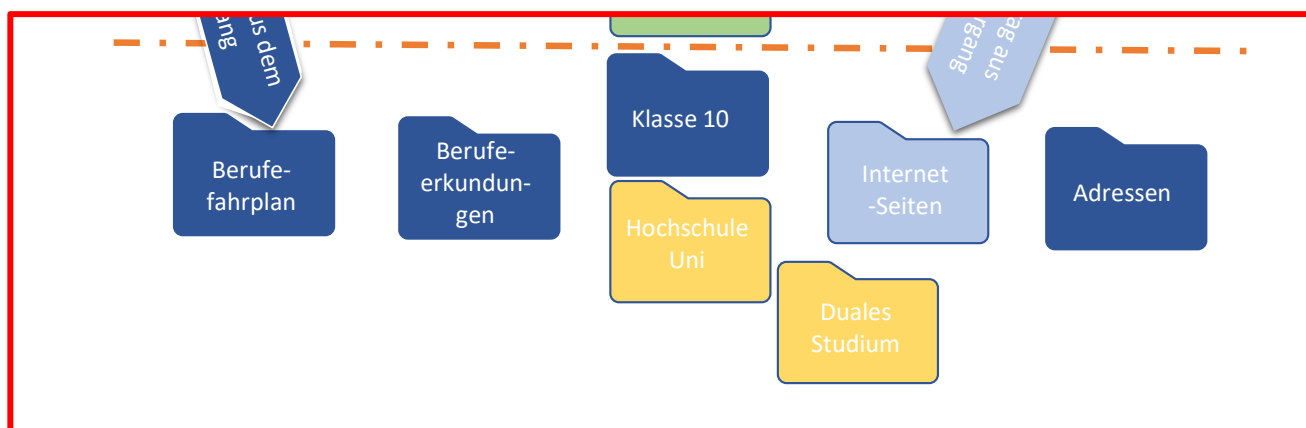 us dem
ang
ag aus
rgang
Klasse 10
Berufe-
fahrplan
Berufe-
erkundun-
gen
Internet
-Seiten
Adressen
Hochschule
Uni
Duales
Studium